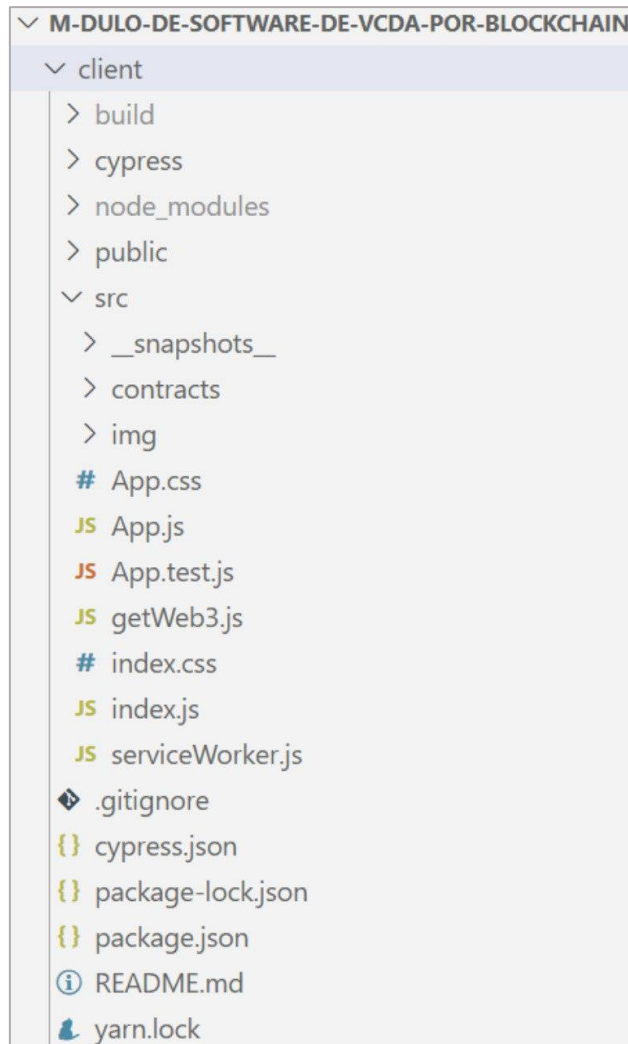 M-DULO-DE-SOFTWARE-DE-VCDA-POR-BLOCKCHAIN
client
build
cypress
node_modules
public
src
__snapshots__
contracts
img
# App.css
JS App.js
JS App.test.js
JS getWeb3.js
# index.css
JS index.js
JS serviceWorker.js
.gitignore
{} cypress.json
{} package-lock.json
{} package.json
README.md
yarn.lock